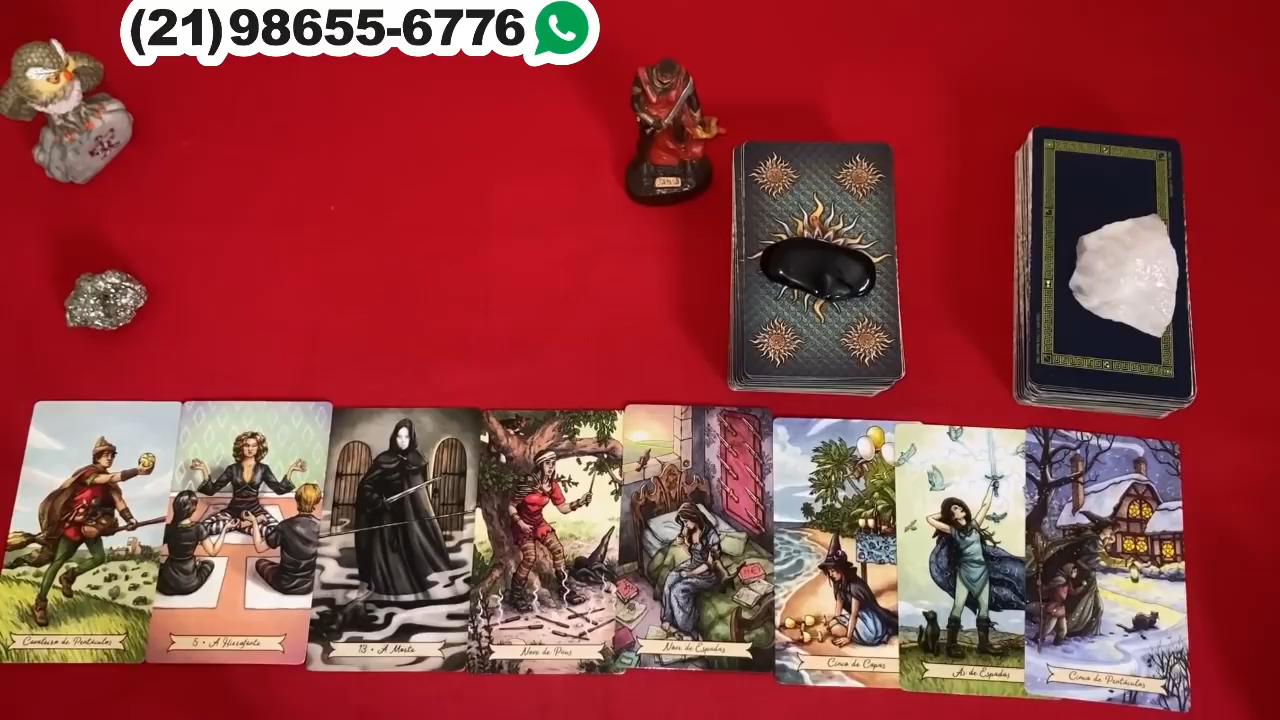 (21)98655-6776
Cavaleiro de Pentáculos
5 • A Hierofante
13 • A Morte
Nove de Paus
Nove de Espadas
Cinco de Copas
Ás de Espadas
Cinco de Pentáculos